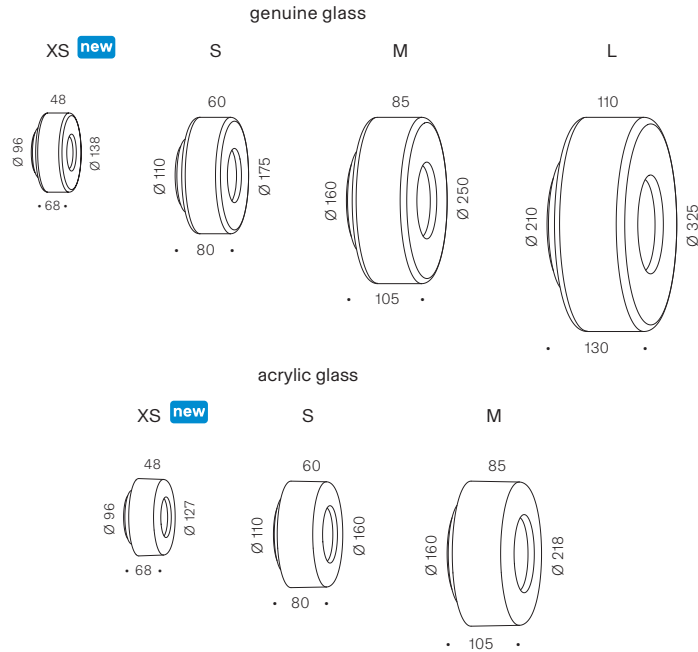 genuine glass
XS new S M L
48 60 85 110
Ø 96 Ø 138 Ø 110 Ø 175 Ø 160 Ø 250 Ø 210 Ø 325
• 68 • • 80 • • 105 • • 130 •
acrylic glass
XS new S M
48 60 85
Ø 96 Ø 127 Ø 110 Ø 160 Ø 160 Ø 218
• 68 • • 80 • • 105 •